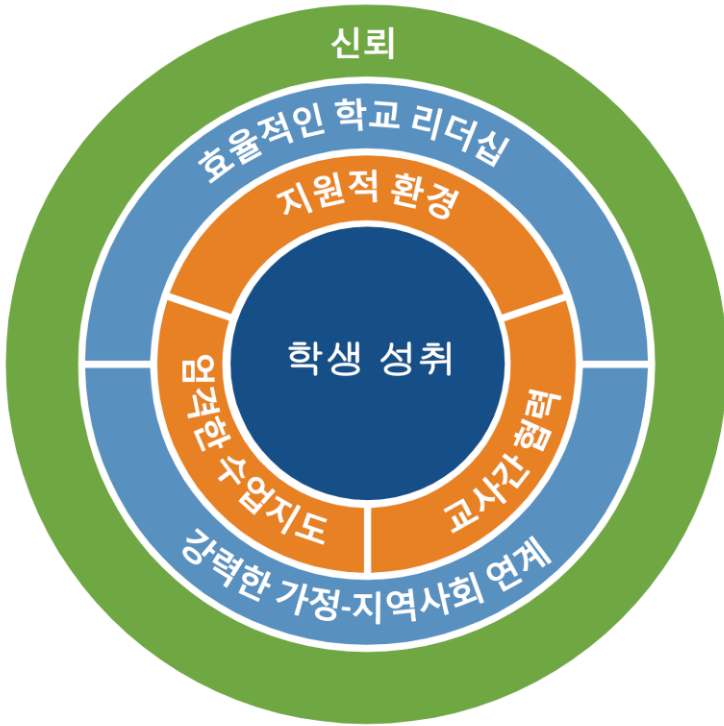 신뢰
효율적인 학교 리더십
지원적 환경
학생 성취
엄격한 수업지도
교사간 협력
강력한 가정-지역사회 연계